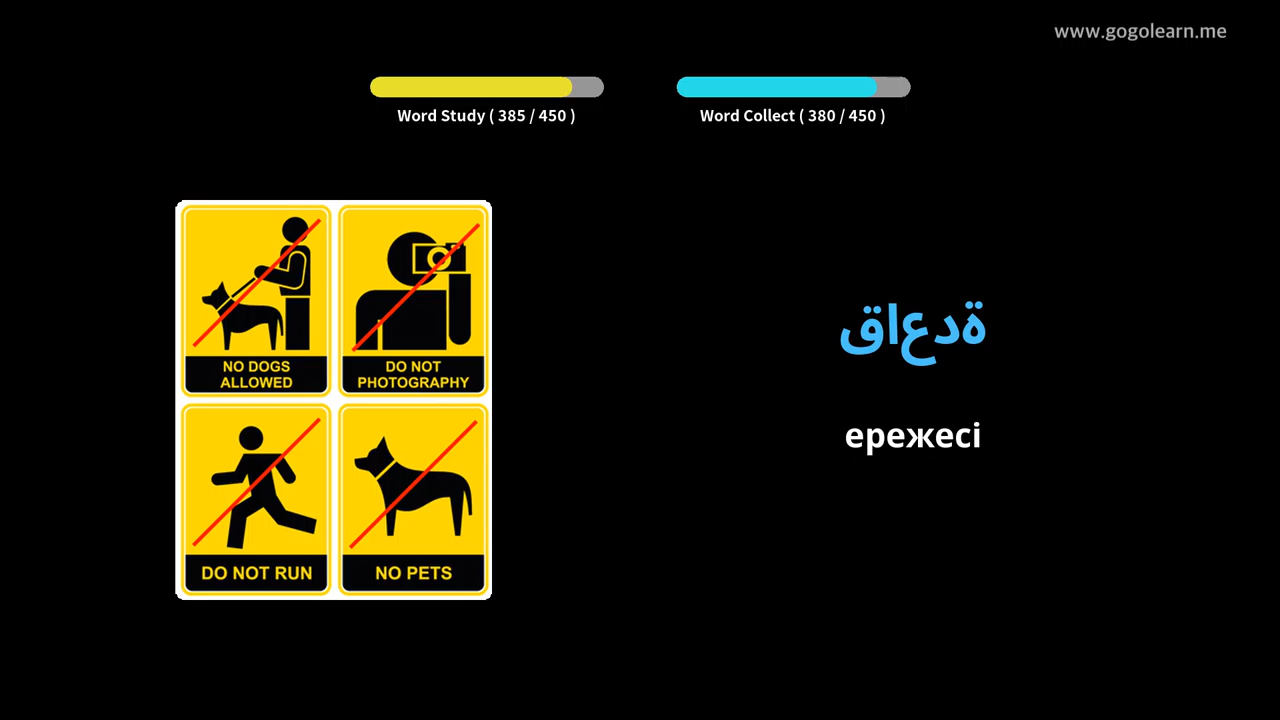 www.gogolearn.me
Word Study ( 385 / 450 )
Word Collect ( 380 / 450 )
NO DOGS
ALLOWED
DO NOT
PHOTOGRAPHY
DO NOT RUN
NO PETS
قاعدة
ережесі